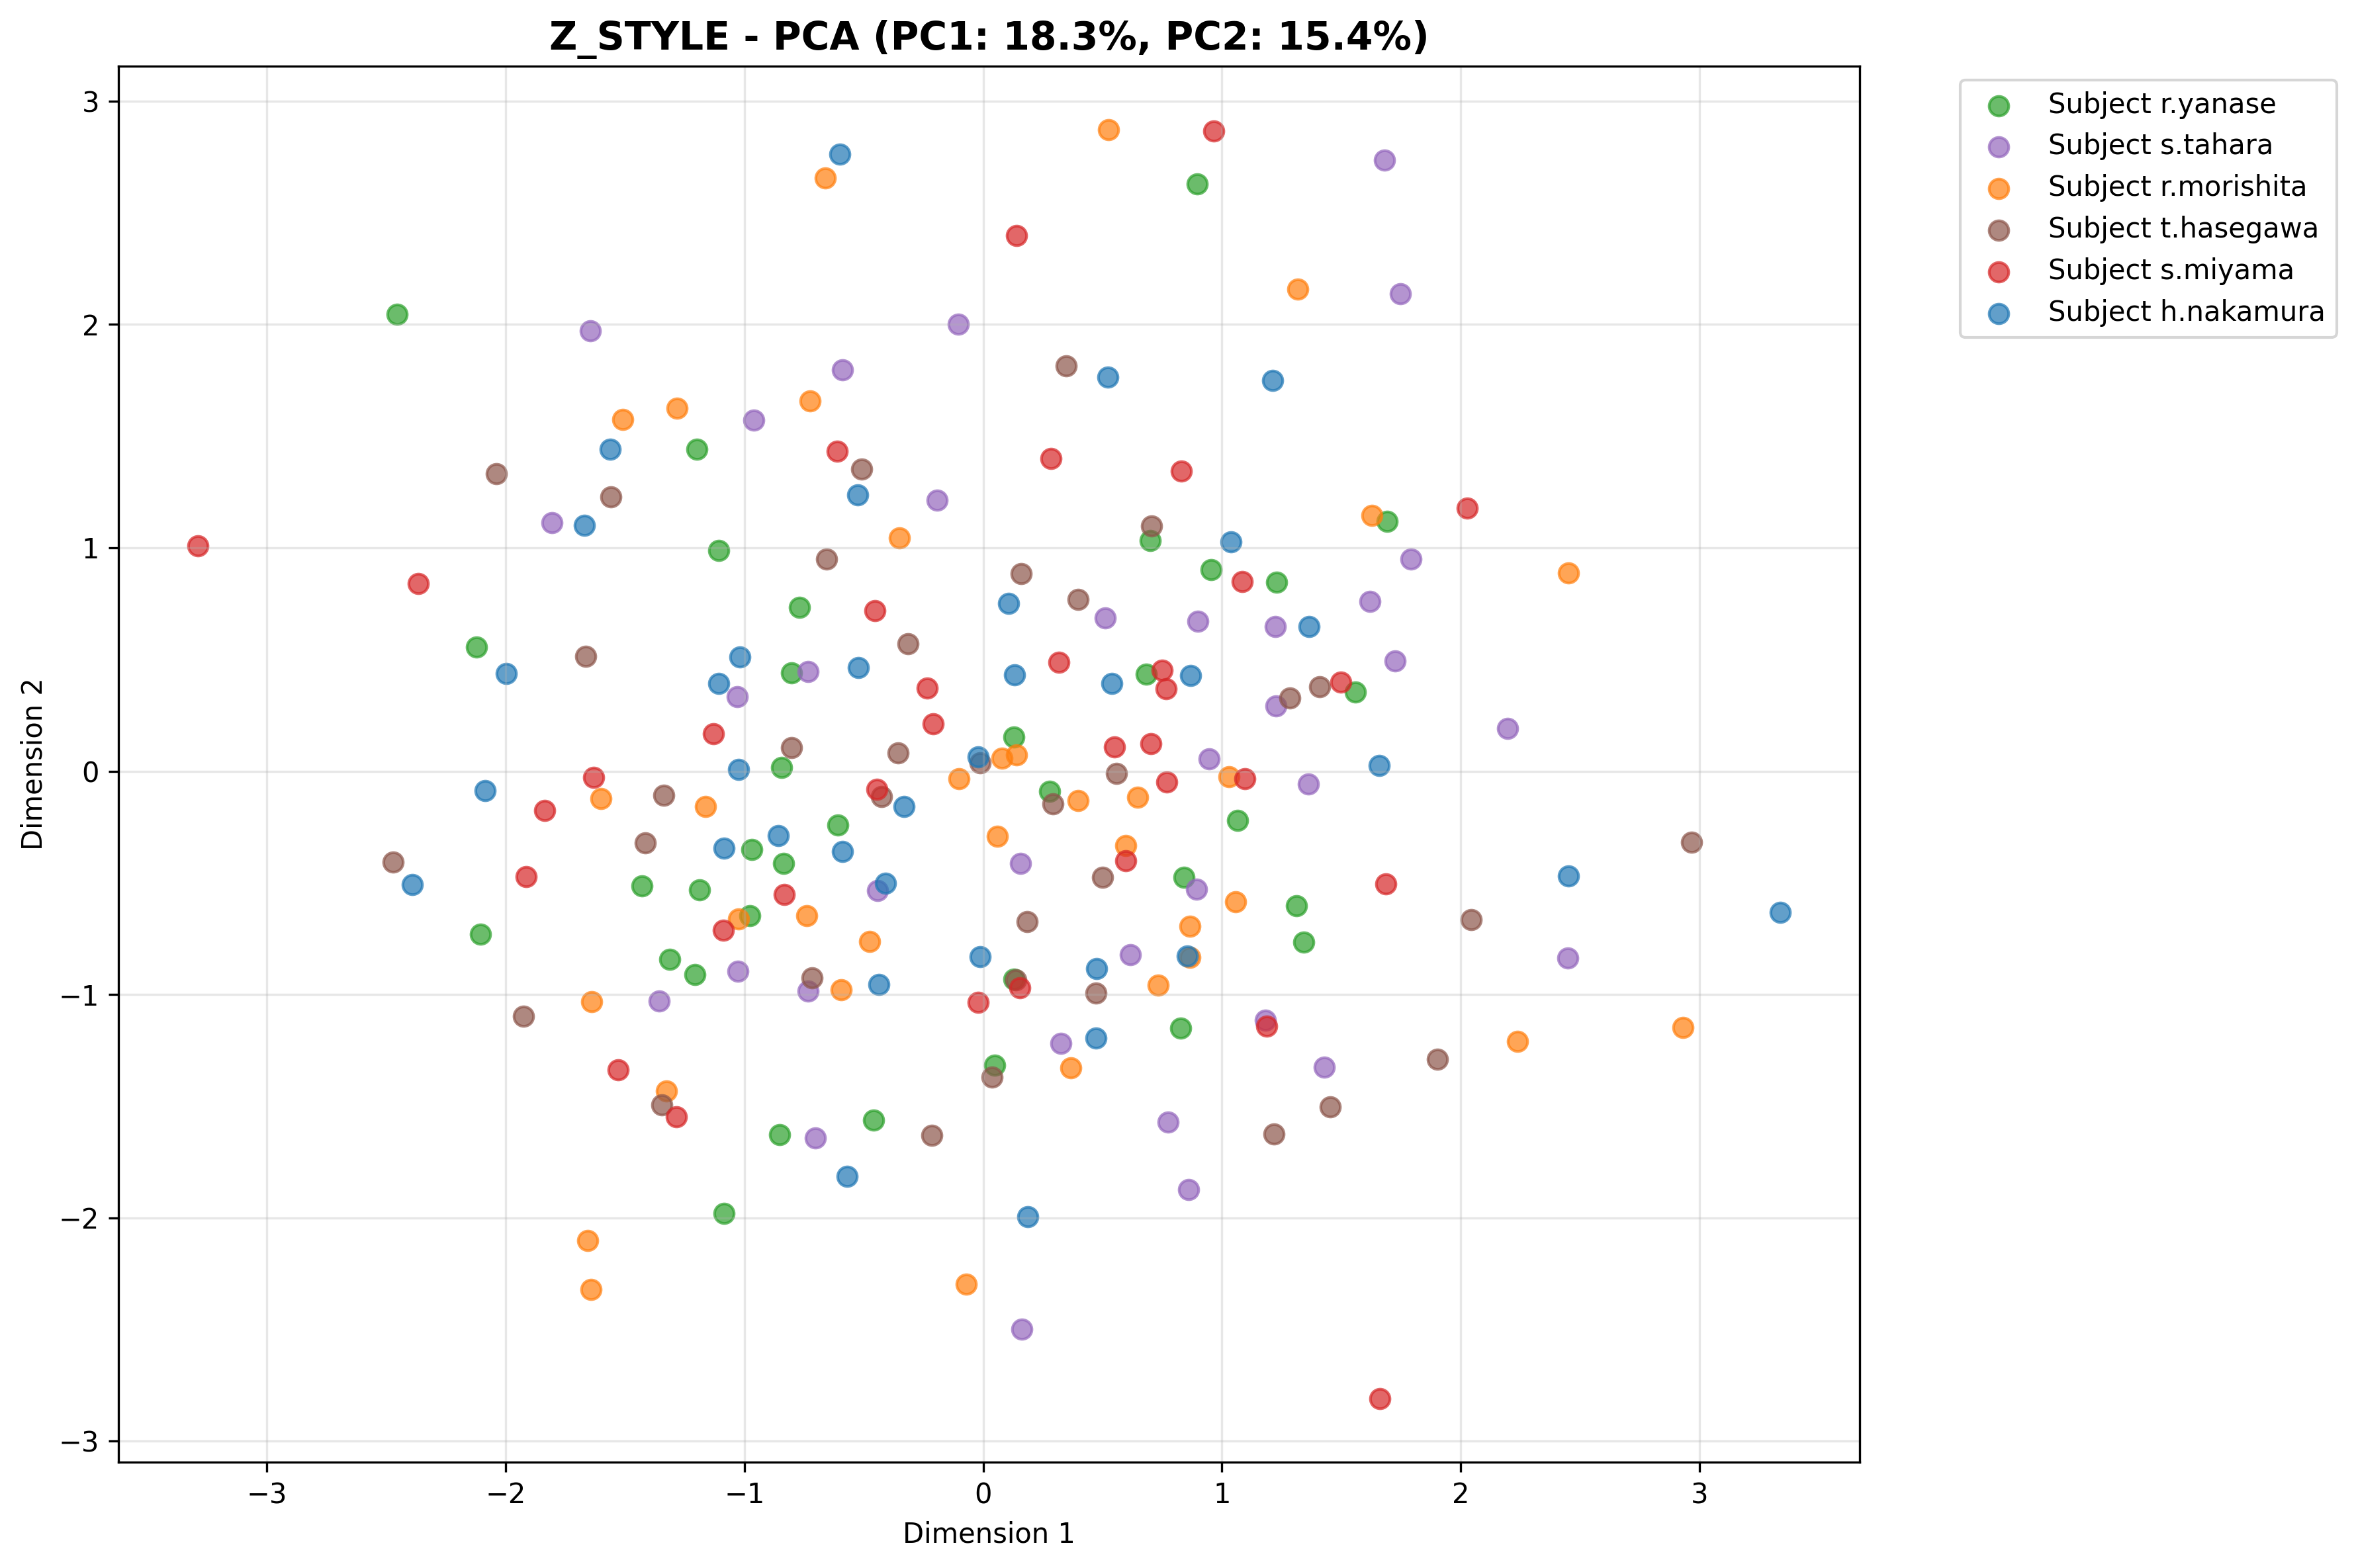 Z_STYLE - PCA (PC1: 18.3%, PC2: 15.4%)
Subject r.yanase
Subject s.tahara
Subject r.morishita
Subject t.hasegawa
Subject s.miyama
Subject h.nakamura
3
2
1
0
−1
−2
−3
Dimension 2
−3
−2
−1
0
1
2
3
Dimension 1